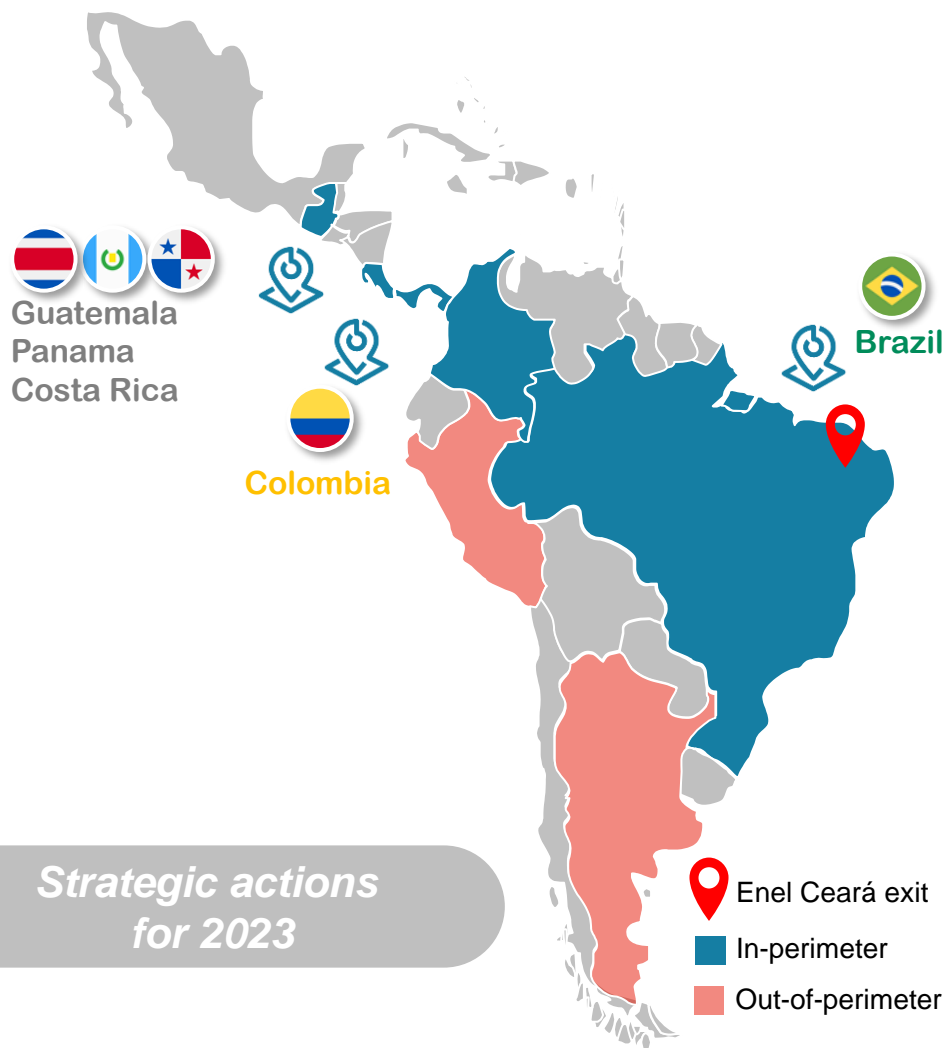 Guatemala
Panama
Costa Rica
Colombia
Brazil
Strategic actions
for 2023
Enel Ceará exit
In-perimeter
Out-of-perimeter